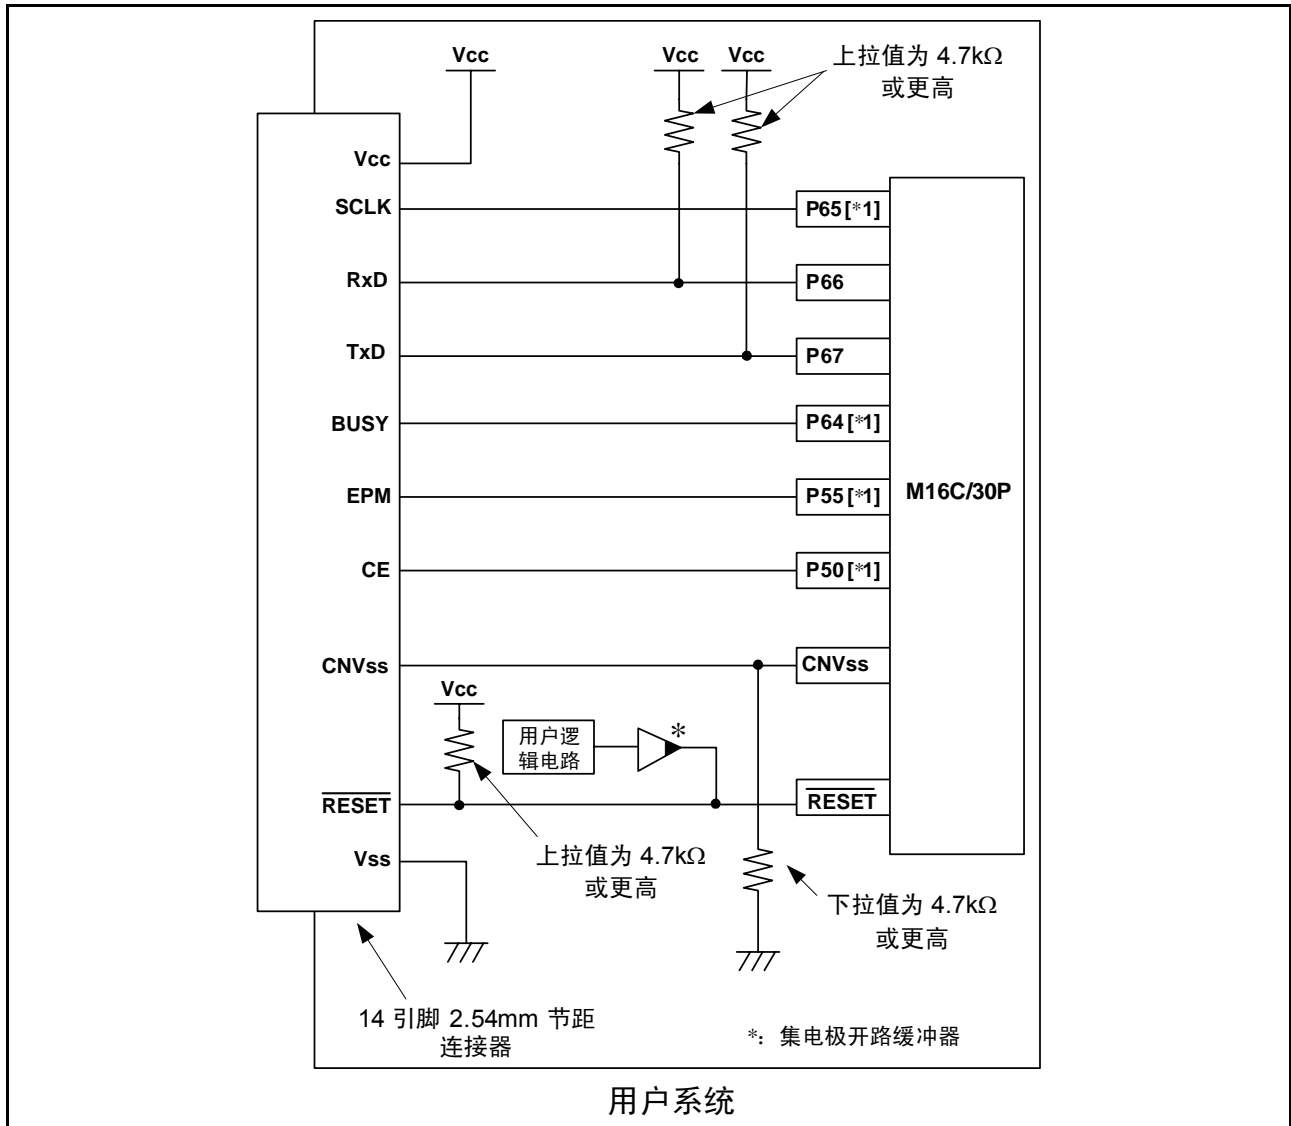 Vcc
Vcc
Vcc
上拉值为 4.7kΩ
或更高
Vcc
SCLK
P65[*1]
RxD
P66
TxD
P67
BUSY
P64[*1]
EPM
P55[*1]
M16C/30P
CE
P50[*1]
CNVss
CNVss
Vcc
用户逻
辑电路
*
RESET
RESET
Vss
上拉值为 4.7kΩ
或更高
下拉值为 4.7kΩ
或更高
14 引脚 2.54mm 节距
连接器
*: 集电极开路缓冲器
用户系统